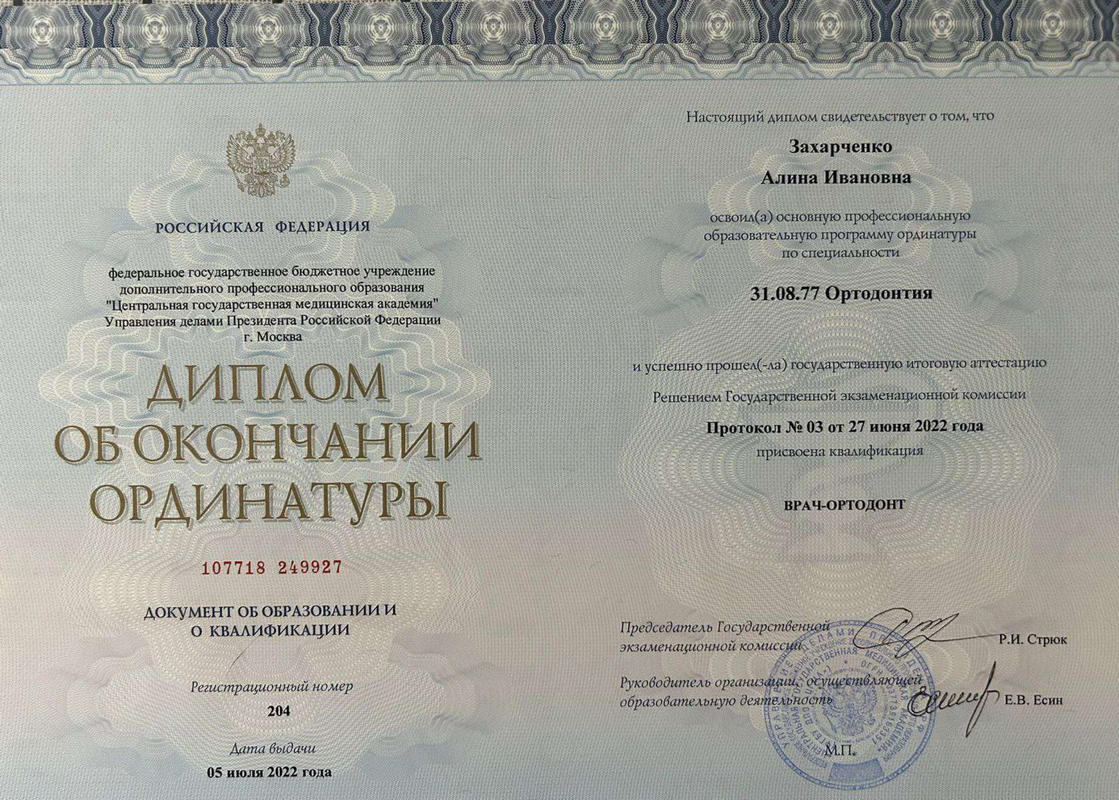 РОССИЙСКАЯ ФЕДЕРАЦИЯ
федеральное государственное бюджетное учреждение
дополнительного профессионального образования
"Центральная государственная медицинская академия"
Управления делами Президента Российской Федерации
г. Москва
ДИПЛОМ
ОБ ОКОНЧАНИИ
ОРДИНАТУРЫ
107718 249927
ДОКУМЕНТ ОБ ОБРАЗОВАНИИ И
О КВАЛИФИКАЦИИ
Регистрационный номер
204
Дата выдачи
05 июля 2022 года
Настоящий диплом свидетельствует о том, что
Захарченко
Алина Ивановна
освоил(а) основную профессиональную
образовательную программу ординатуры
по специальности
31.08.77 Ортодонтия
и успешно прошел(-ла) государственную итоговую аттестацию
Решением Государственной экзаменационной комиссии
Протокол № 03 от 27 июня 2022 года
присвоена квалификация
ВРАЧ-ОРТОДОНТ
Председатель Государственной
экзаменационной комиссии
Р.И. Стрюк
Руководитель организации, осуществляющей
образовательную деятельность
Е.В. Есин
М.П.